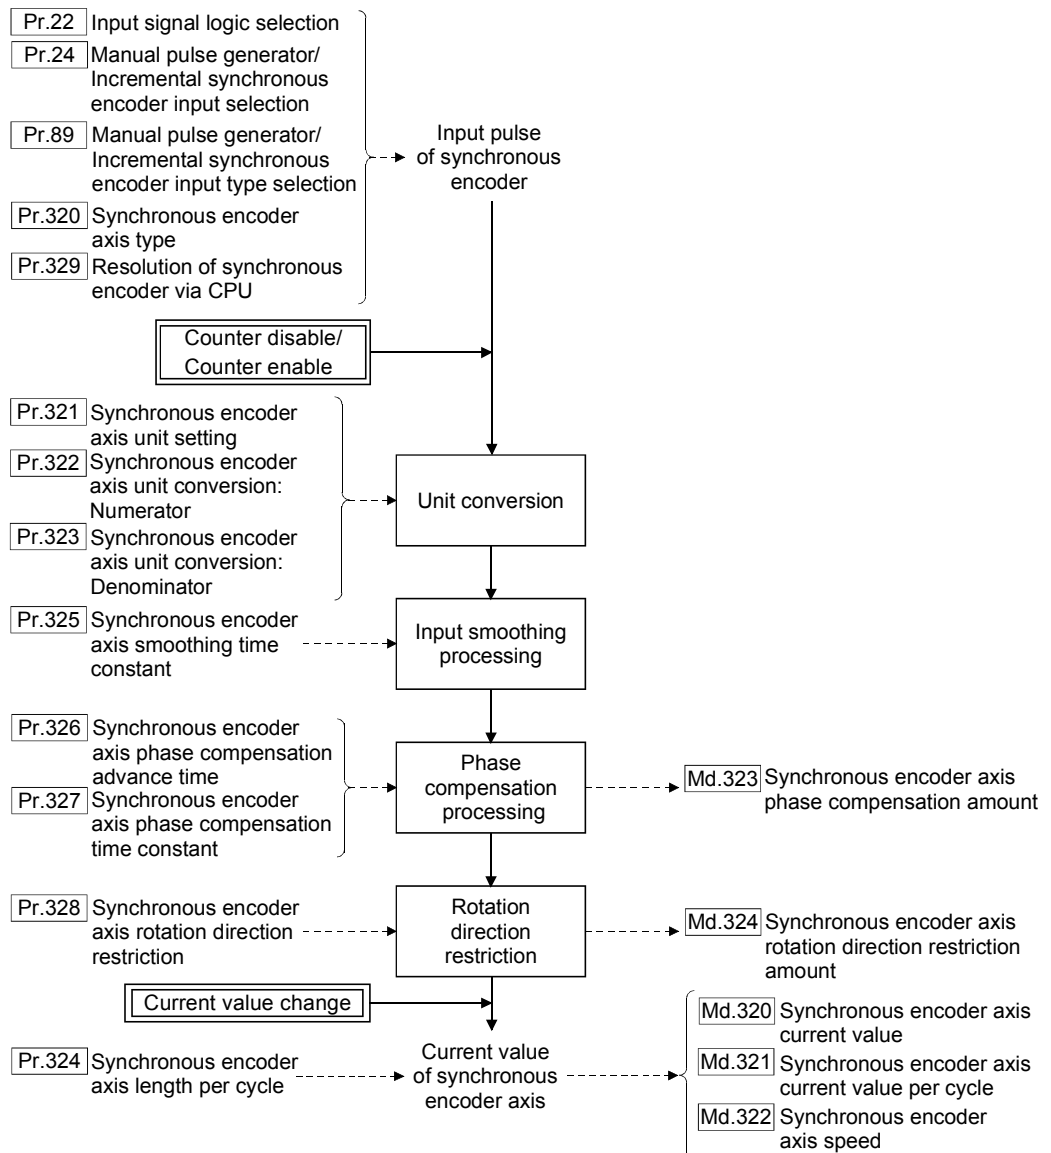 Pr.22 Input signal logic selection
Pr.24 Manual pulse generator/
Incremental synchronous
encoder input selection
Pr.89 Manual pulse generator/
Incremental synchronous
encoder input type selection
Pr.320 Synchronous encoder
axis type
Pr.329 Resolution of synchronous
encoder via CPU
Input pulse
of synchronous
encoder
Counter disable/
Counter enable
Pr.321 Synchronous encoder
axis unit setting
Pr.322 Synchronous encoder
axis unit conversion:
Numerator
Pr.323 Synchronous encoder
axis unit conversion:
Denominator
Unit conversion
Pr.325 Synchronous encoder
axis smoothing time
constant
Input smoothing
processing
Pr.326 Synchronous encoder
axis phase compensation
advance time
Pr.327 Synchronous encoder
axis phase compensation
time constant
Phase
compensation
processing
Md.323 Synchronous encoder axis
phase compensation amount
Pr.328 Synchronous encoder
axis rotation direction
restriction
Rotation
direction
restriction
Md.324 Synchronous encoder axis
rotation direction restriction
amount
Current value change
Pr.324 Synchronous encoder
axis length per cycle
Current value
of synchronous
encoder axis
Md.320 Synchronous encoder axis
current value
Md.321 Synchronous encoder axis
current value per cycle
Md.322 Synchronous encoder
axis speed